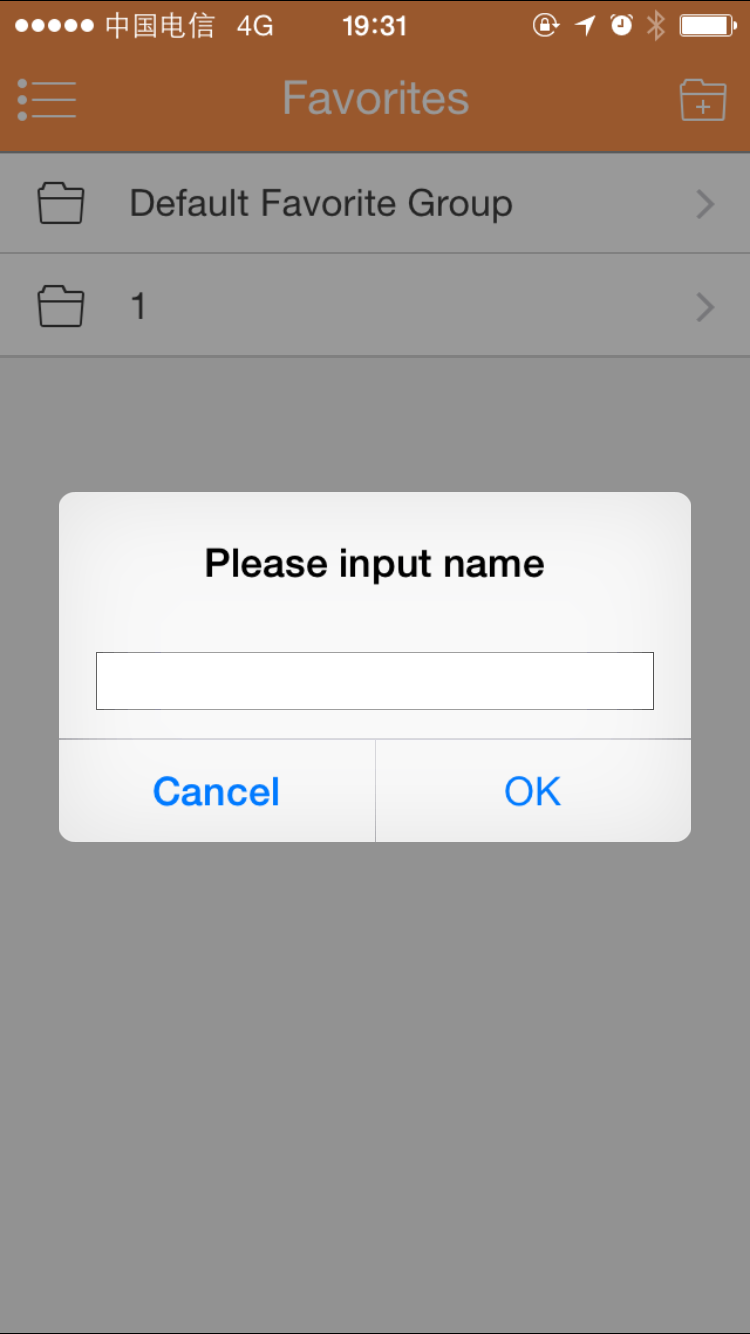 中国电信 4G 19:31
Favorites
Default Favorite Group
1
Please input name
Cancel OK